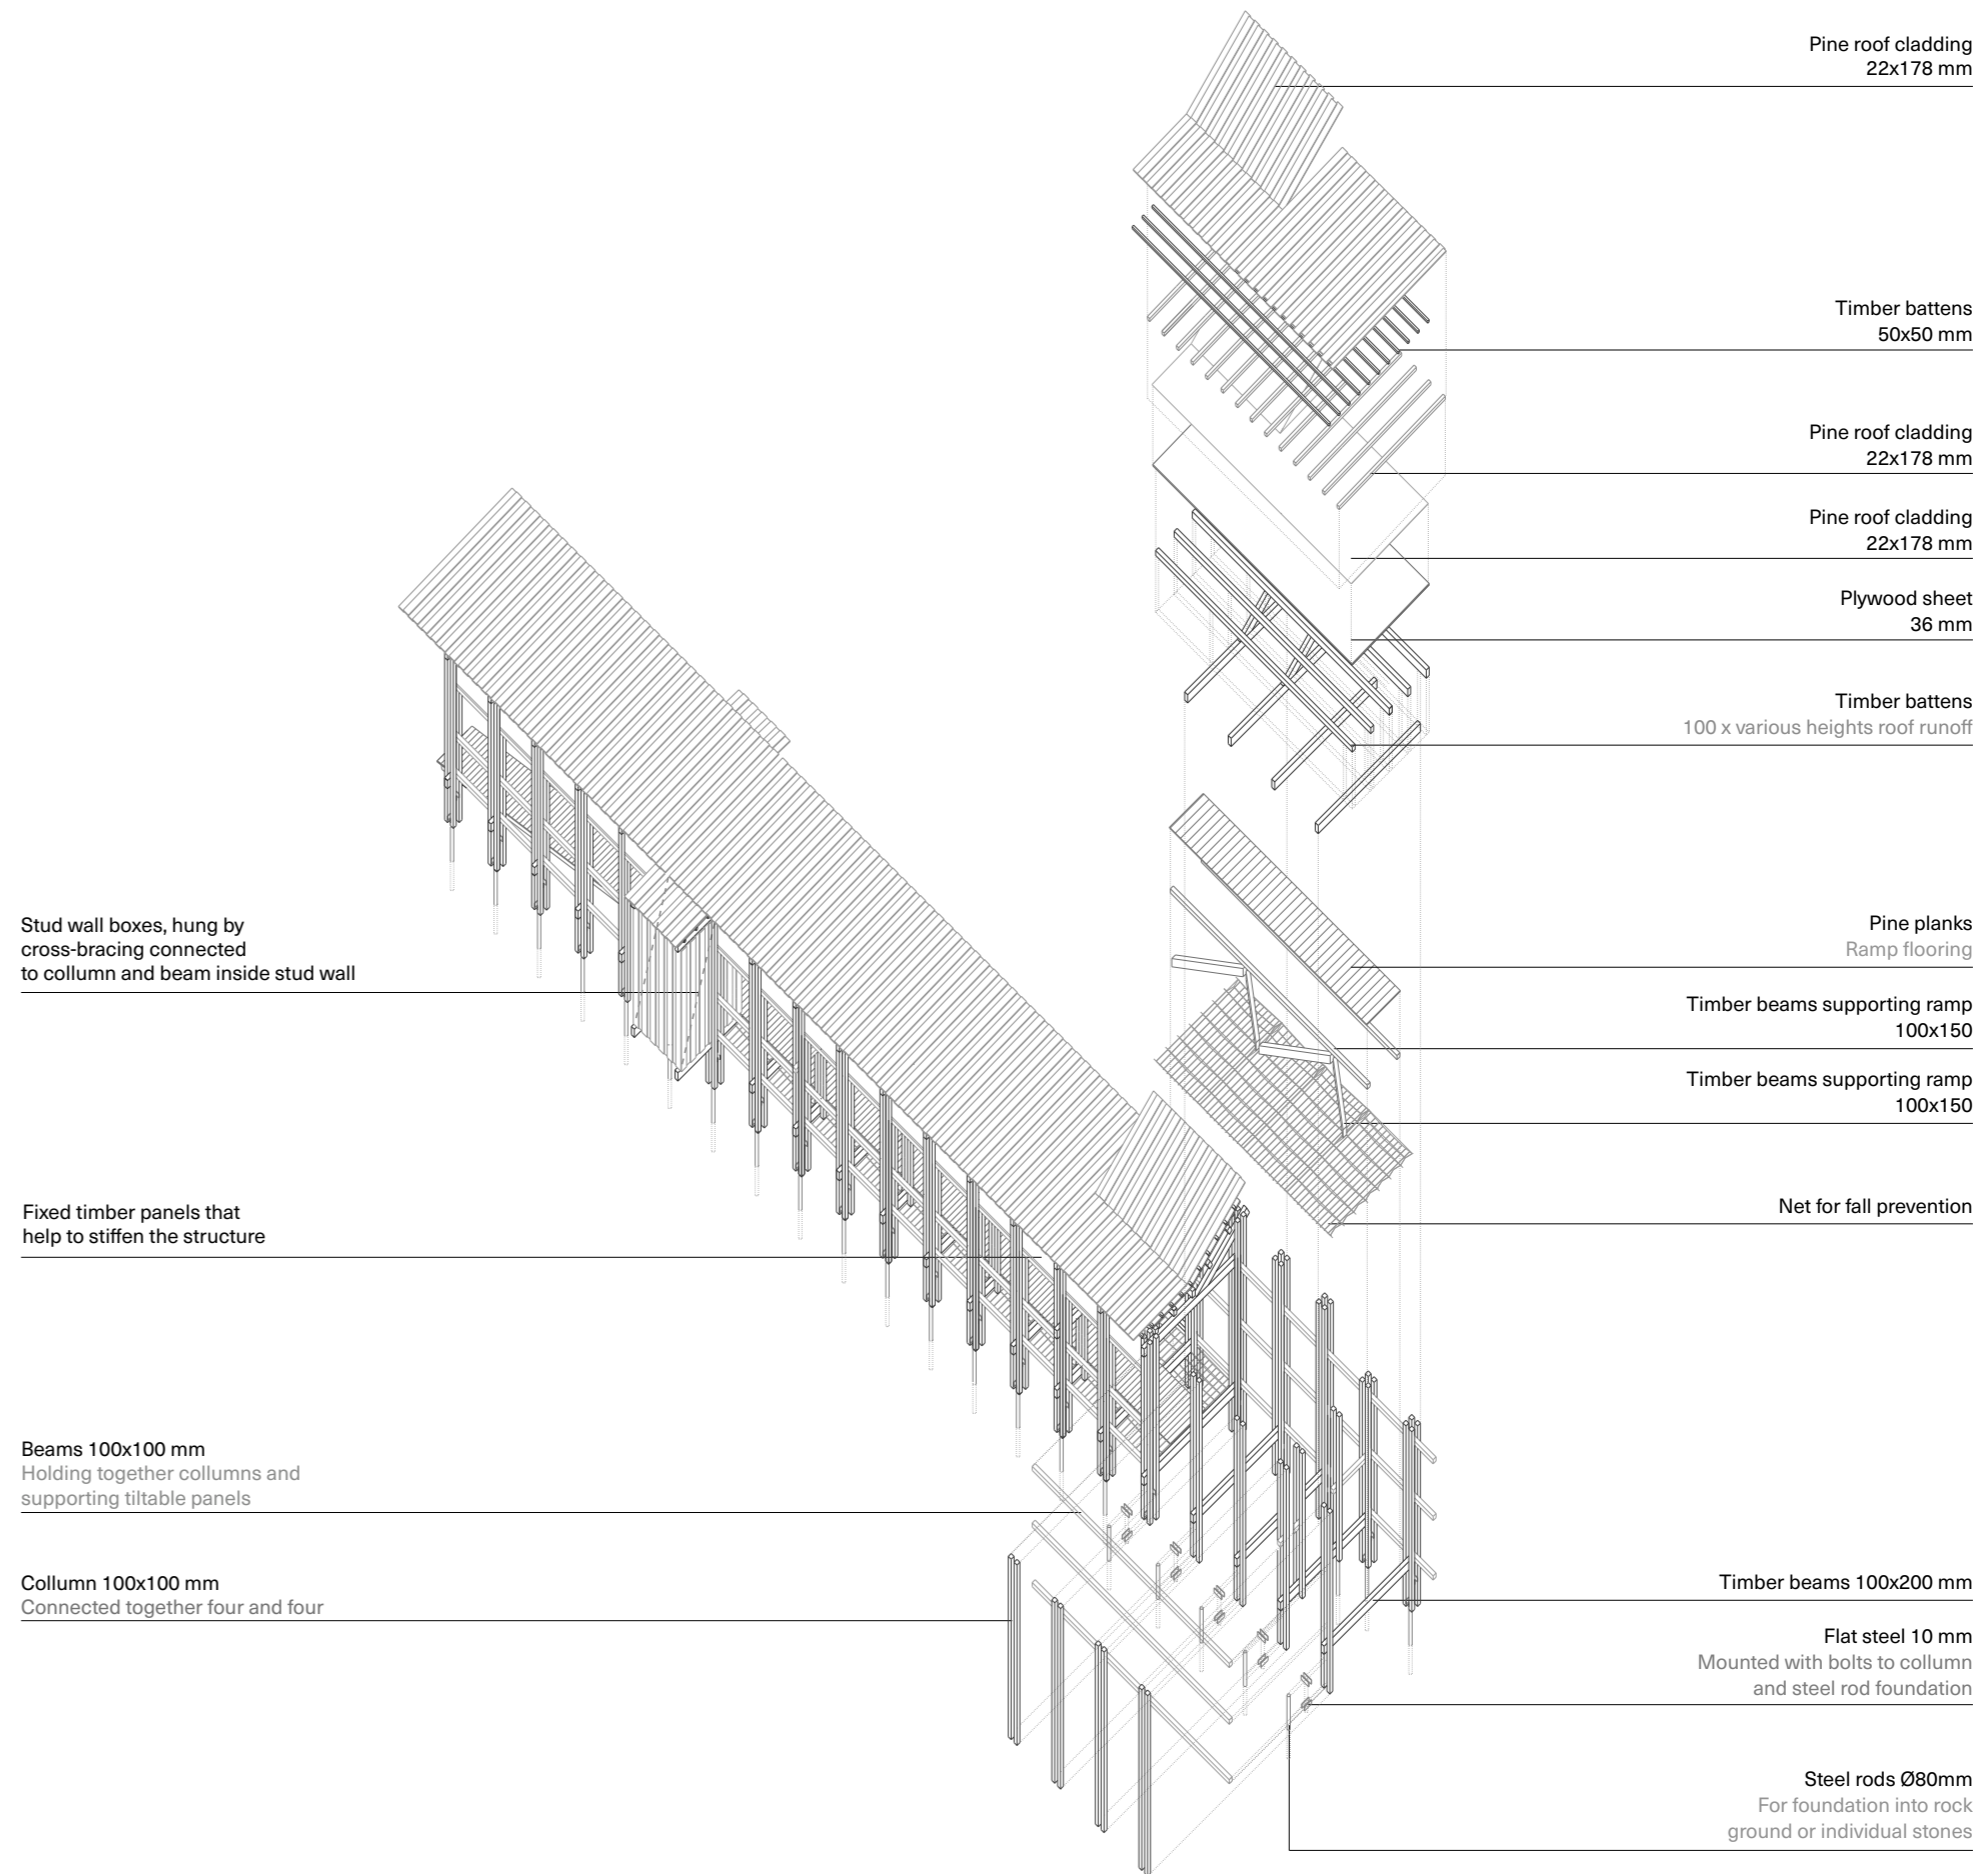 Pine roof cladding
22x178 mm
Timber battens
50x50 mm
Pine roof cladding
22x178 mm
Pine roof cladding
22x178 mm
Plywood sheet
36 mm
Timber battens
100 x various heights roof runoff
Pine planks
Ramp flooring
Timber beams supporting ramp
100x150
Timber beams supporting ramp
100x150
Net for fall prevention
Timber beams 100x200 mm
Flat steel 10 mm
Mounted with bolts to collumn
and steel rod foundation
Steel rods Ø80mm
For foundation into rock
ground or individual stones
Stud wall boxes, hung by
cross-bracing connected
to collumn and beam inside stud wall
Fixed timber panels that
help to stiffen the structure
Beams 100x100 mm
Holding together collumns and
supporting tiltable panels
Collumn 100x100 mm
Connected together four and four